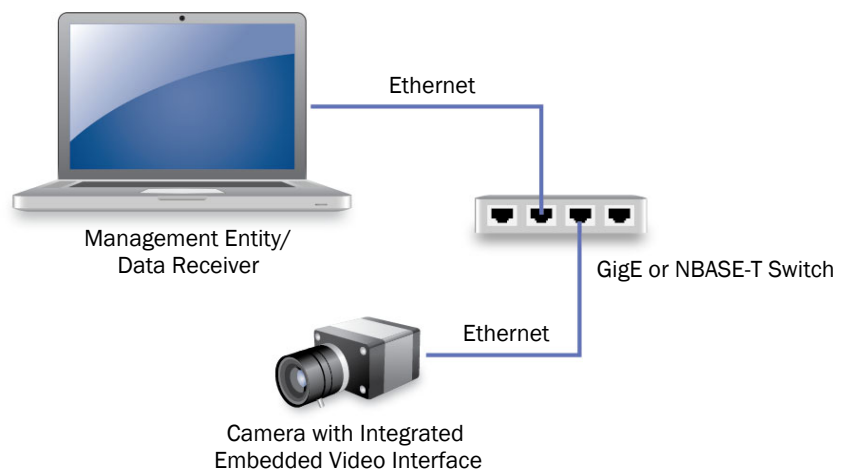 Ethernet
Management Entity/
Data Receiver
GigE or NBASE-T Switch
Ethernet
Camera with Integrated
Embedded Video Interface